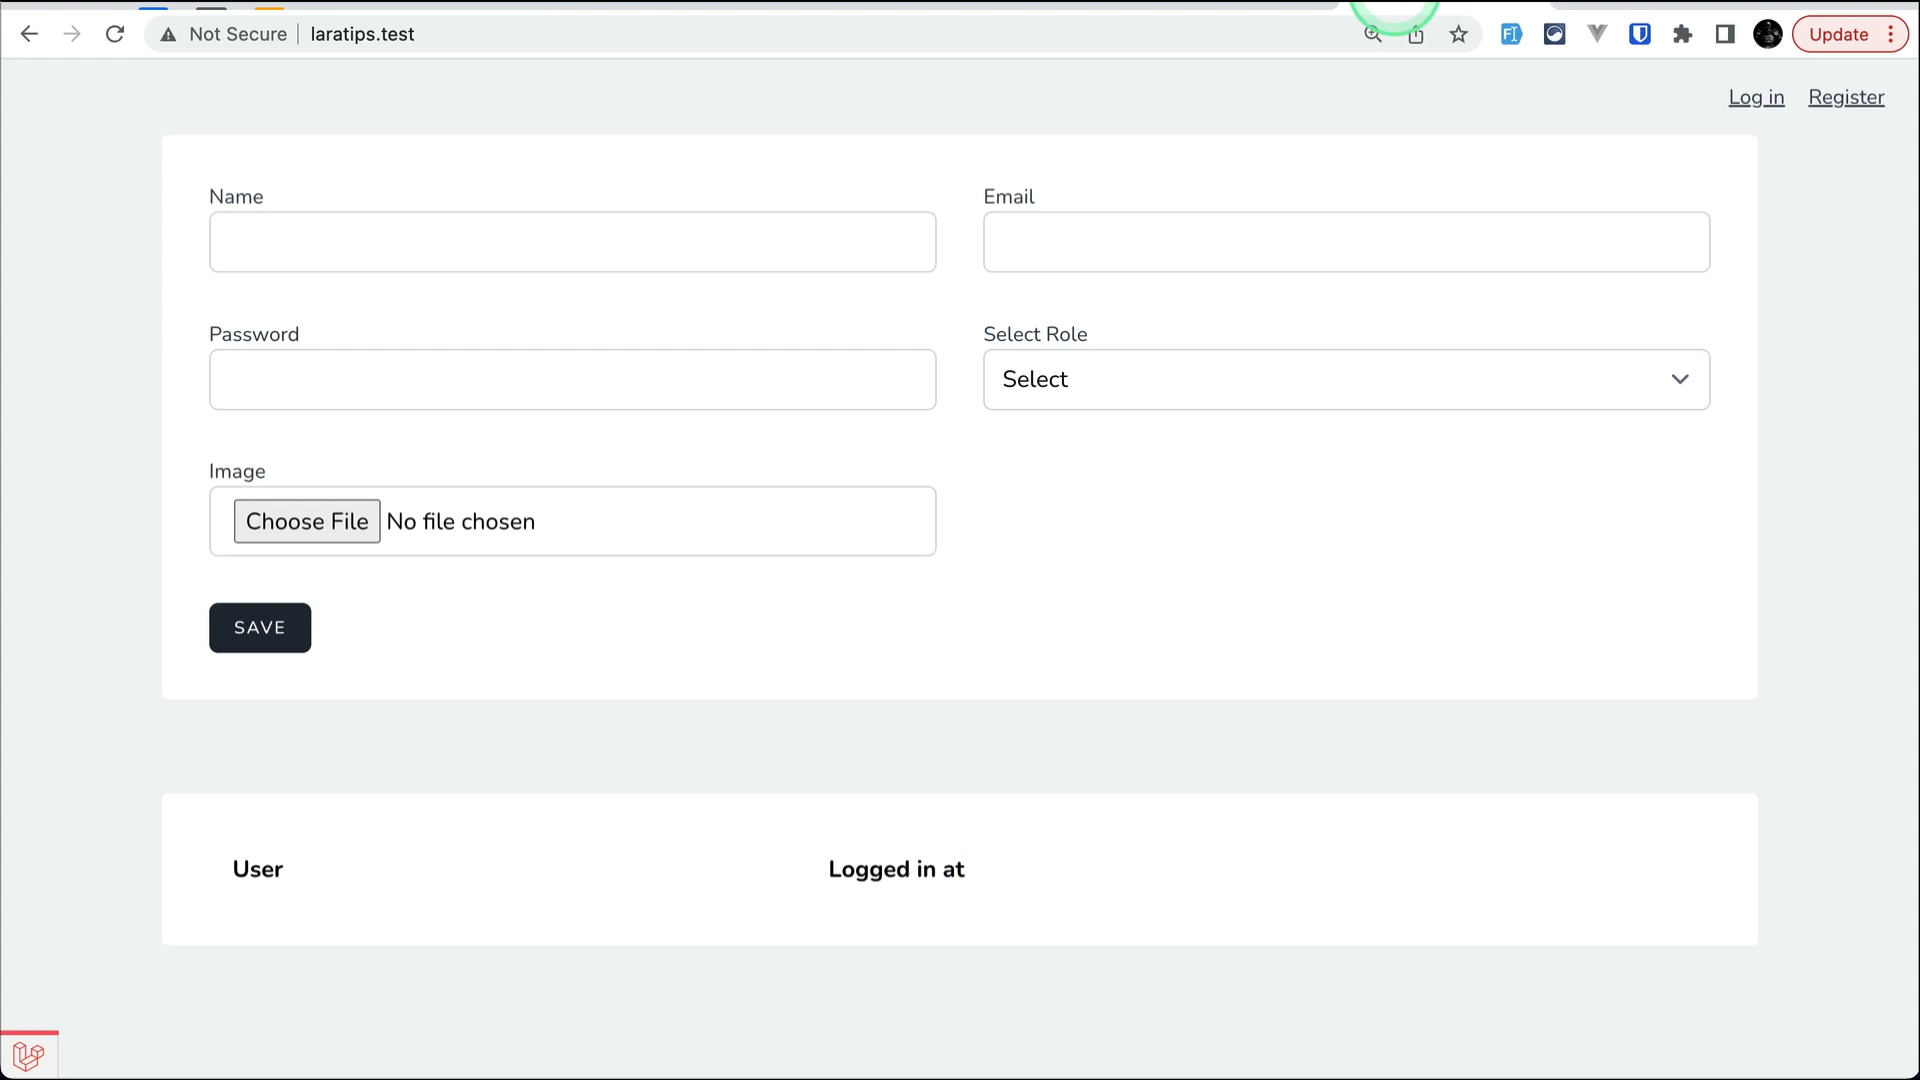 Not Secure laratips.test Update
Log in Register
Name Email
Password Select Role
Select
Image
Choose File No file chosen
SAVE
User Logged in at